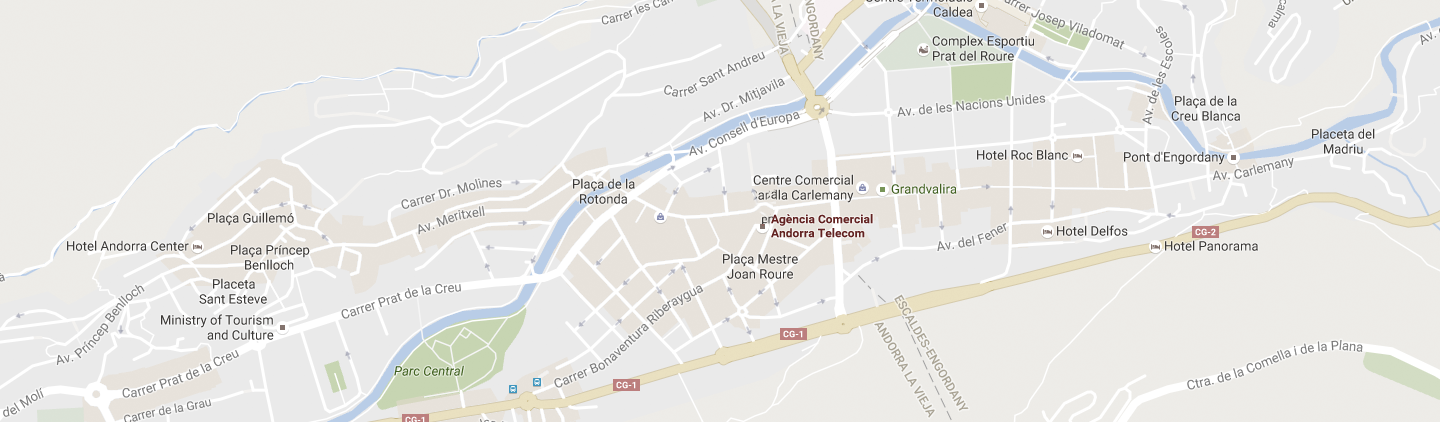 Centre Termolúdic
Caldea
Carrer Josep Viladomat
Carrer les Can
A LA VIEJA
ENGORDANY
Complex Esportiu
Prat del Roure
Av. de les Escoles
Av.
Carrer Sant Andreu
Av. Dr. Mitjavila
Av. Consell d'Europa
Av. de les Nacions Unides
Plaça de la
Creu Blanca
Placeta del
Madriu
Hotel Roc Blanc
Pont d'Engordany
Av. Carlemany
Carrer Dr. Molines
Plaça de la
Rotonda
Centre Comercial
Carlemany
Grandvalira
Plaça Guillemó
Av. Meritxell
Agència Comercial
Andorra Telecom
Hotel Andorra Center
Plaça Príncep
Benlloch
Av. del Fener
Hotel Delfos
CG-2
Hotel Panorama
Plaça Mestre
Joan Roure
Placeta
Sant Esteve
Carrer Prat de la Creu
Av. Príncep Benlloch
Ministry of Tourism
and Culture
Carrer Bonaventura Riberaygua
CG-1
ESCALDES-ENGORDANY
ANDORRA LA VIEJA
Parc Central
Carrer Prat de la Creu
CG-1
Ctra. de la Comella i de la Plana
del Molí
Carrer de la Grau
CG-1